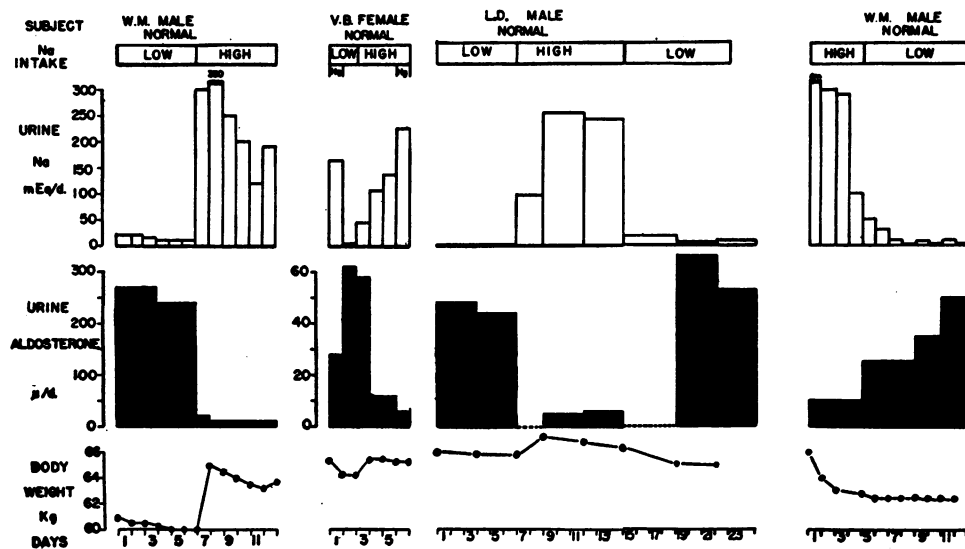 SUBJECT W.M. MALE NORMAL V.B. FEMALE NORMAL L.D. MALE NORMAL W.M. MALE NORMAL
Na INTAKE LOW HIGH LOW HIGH LOW HIGH LOW HIGH LOW
300
250
200
150
100
50
0
URINE
Na
mEq/d.
300
250
200
150
100
50
0
60
40
20
0
URINE
ALDOSTERONE
/d.
66
64
62
60
BODY
WEIGHT
Kg
DAYS 1 3 5 7 9 11 1 3 5 1 3 5 7 9 11 13 15 17 19 21 23 1 3 5 7 9 11